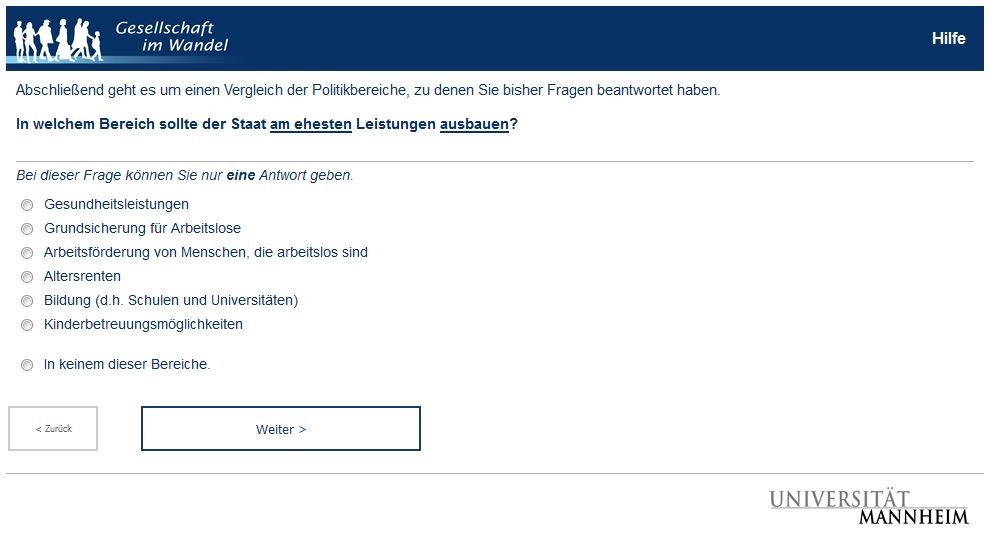 Gesellschaft
im Wandel
Hilfe
Abschließend geht es um einen Vergleich der Politikbereiche, zu denen Sie bisher Fragen beantwortet haben.
In welchem Bereich sollte der Staat am ehesten Leistungen ausbauen?
Bei dieser Frage können Sie nur eine Antwort geben.
Gesundheitsleistungen
Grundsicherung für Arbeitslose
Arbeitsförderung von Menschen, die arbeitslos sind
Altersrenten
Bildung (d.h. Schulen und Universitäten)
Kinderbetreuungsmöglichkeiten
In keinem dieser Bereiche.
< Zurück
Weiter >
UNIVERSITÄT
MANNHEIM